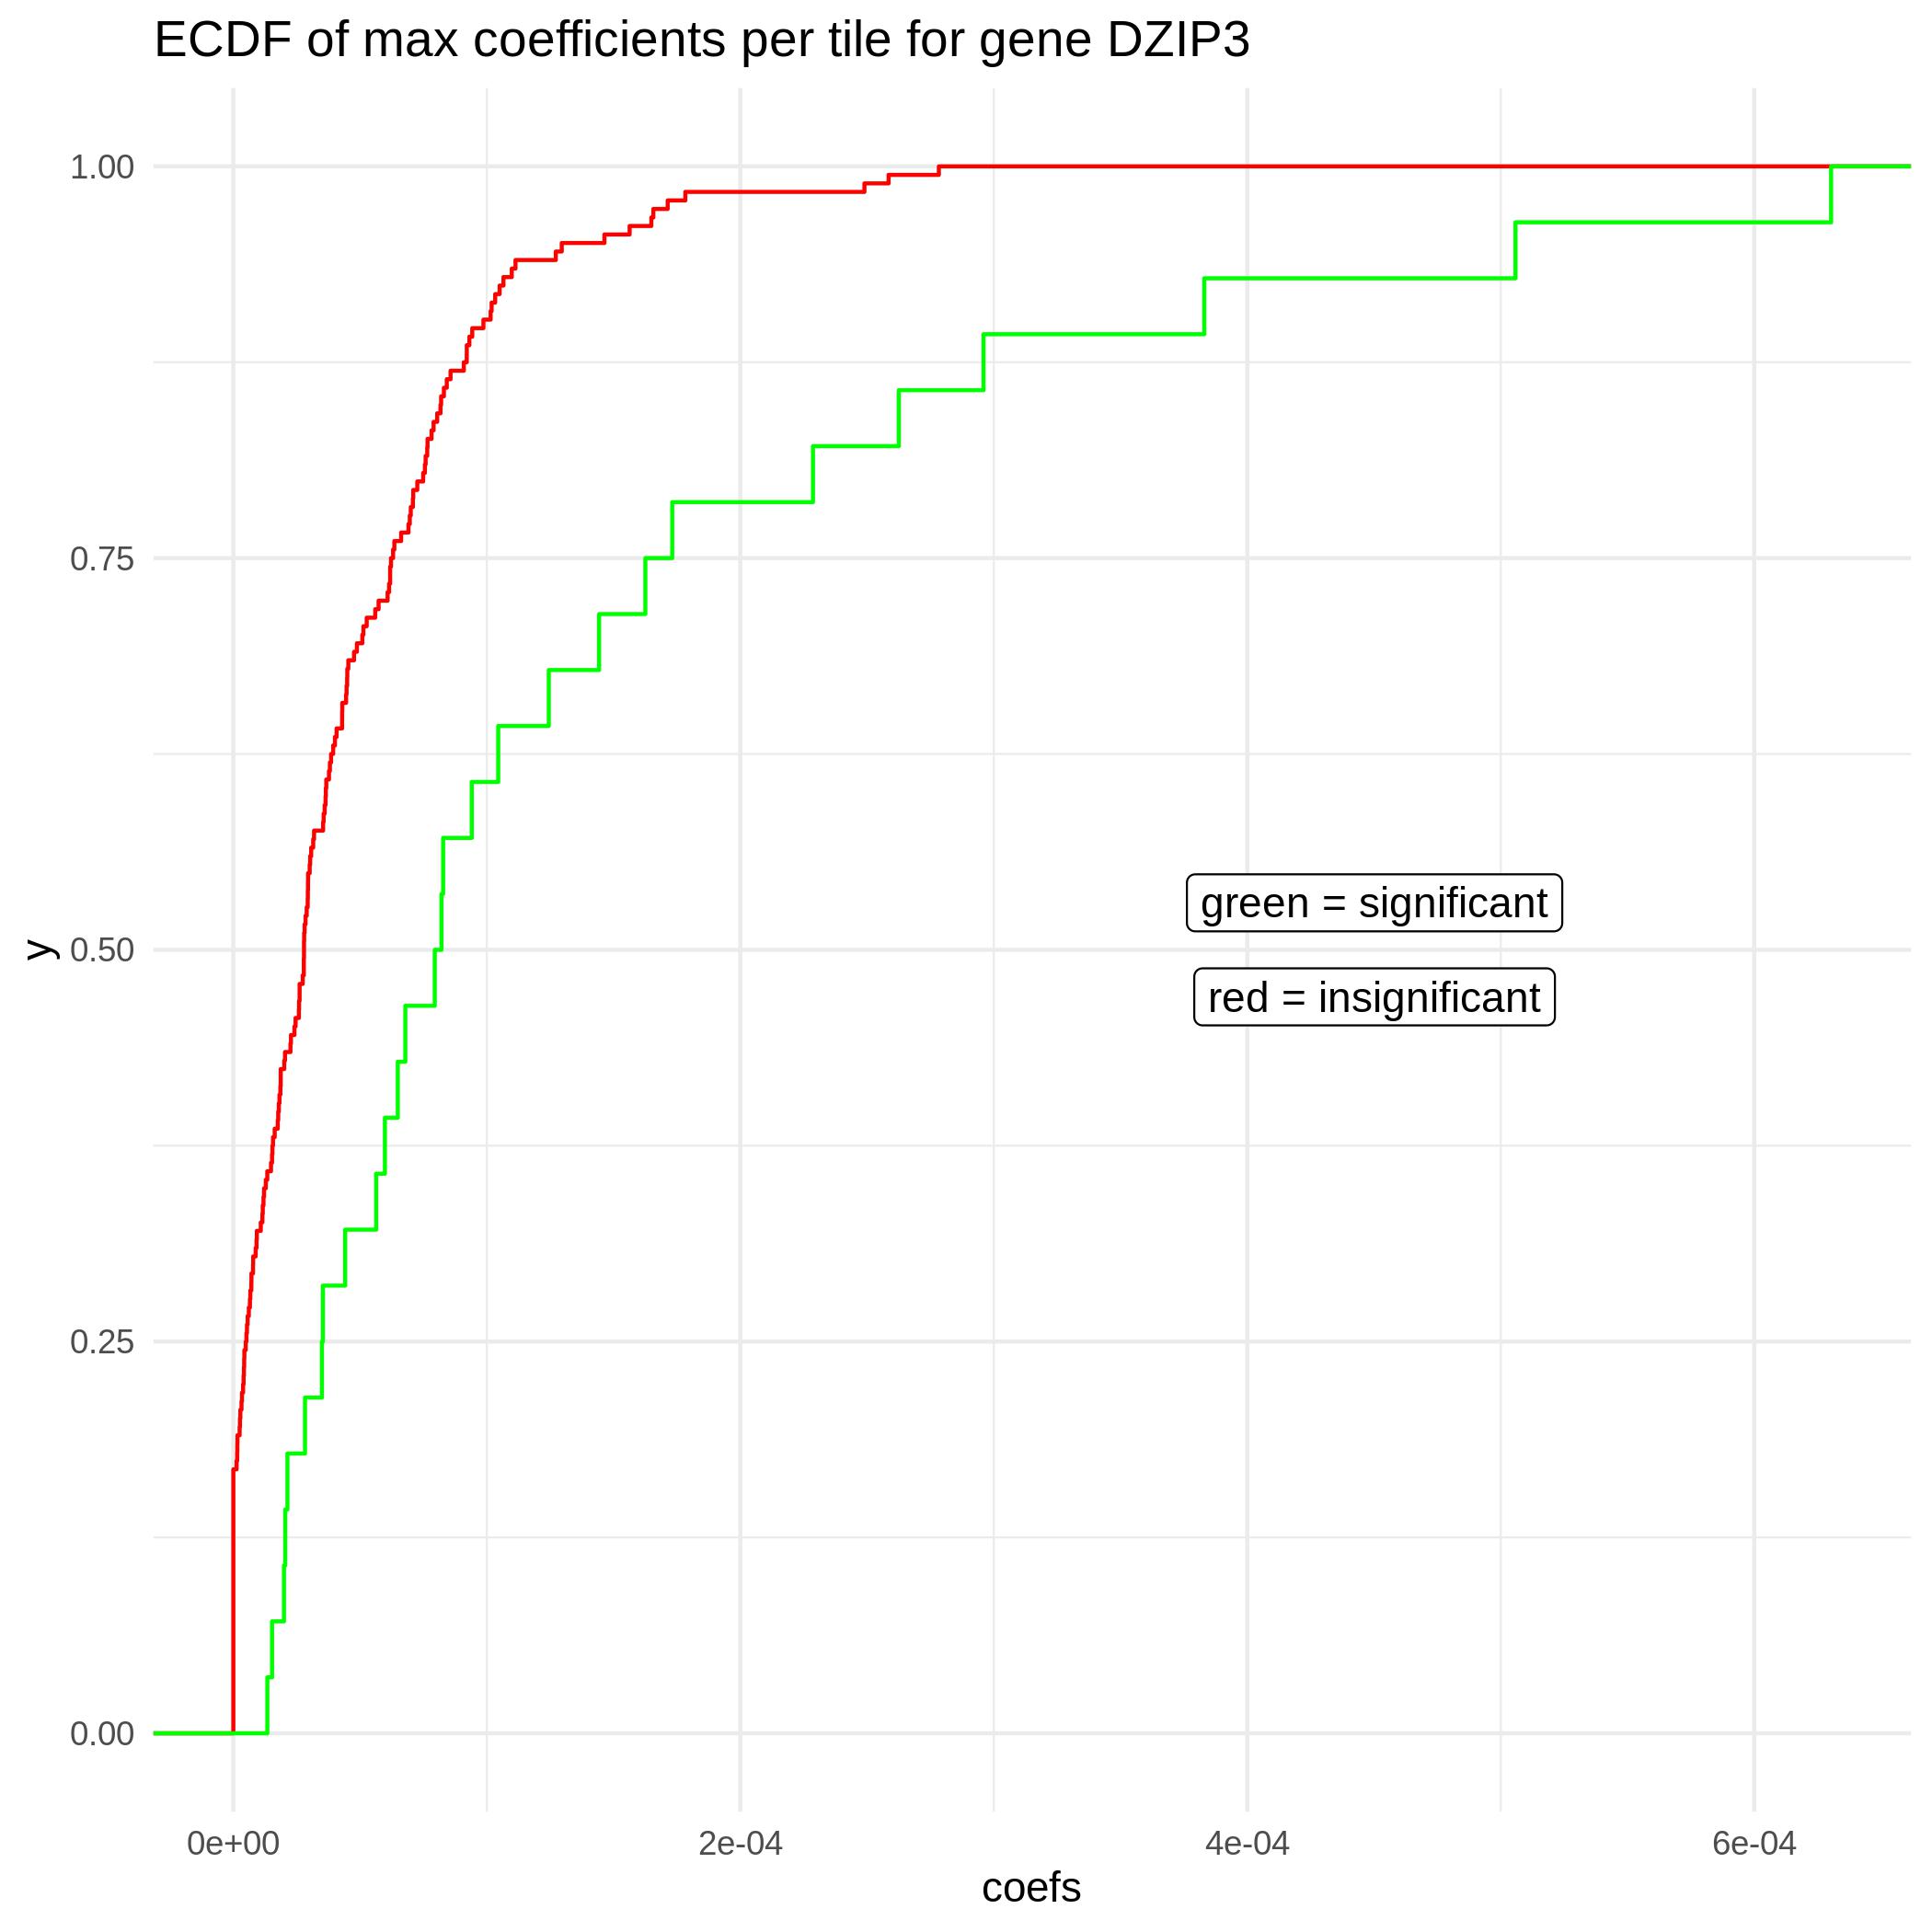 ECDF of max coefficients per tile for gene DZIP3
1.00
0.75
0.50
0.25
0.00
y
green = significant
red = insignificant
0e+00
2e-04
4e-04
6e-04
coefs